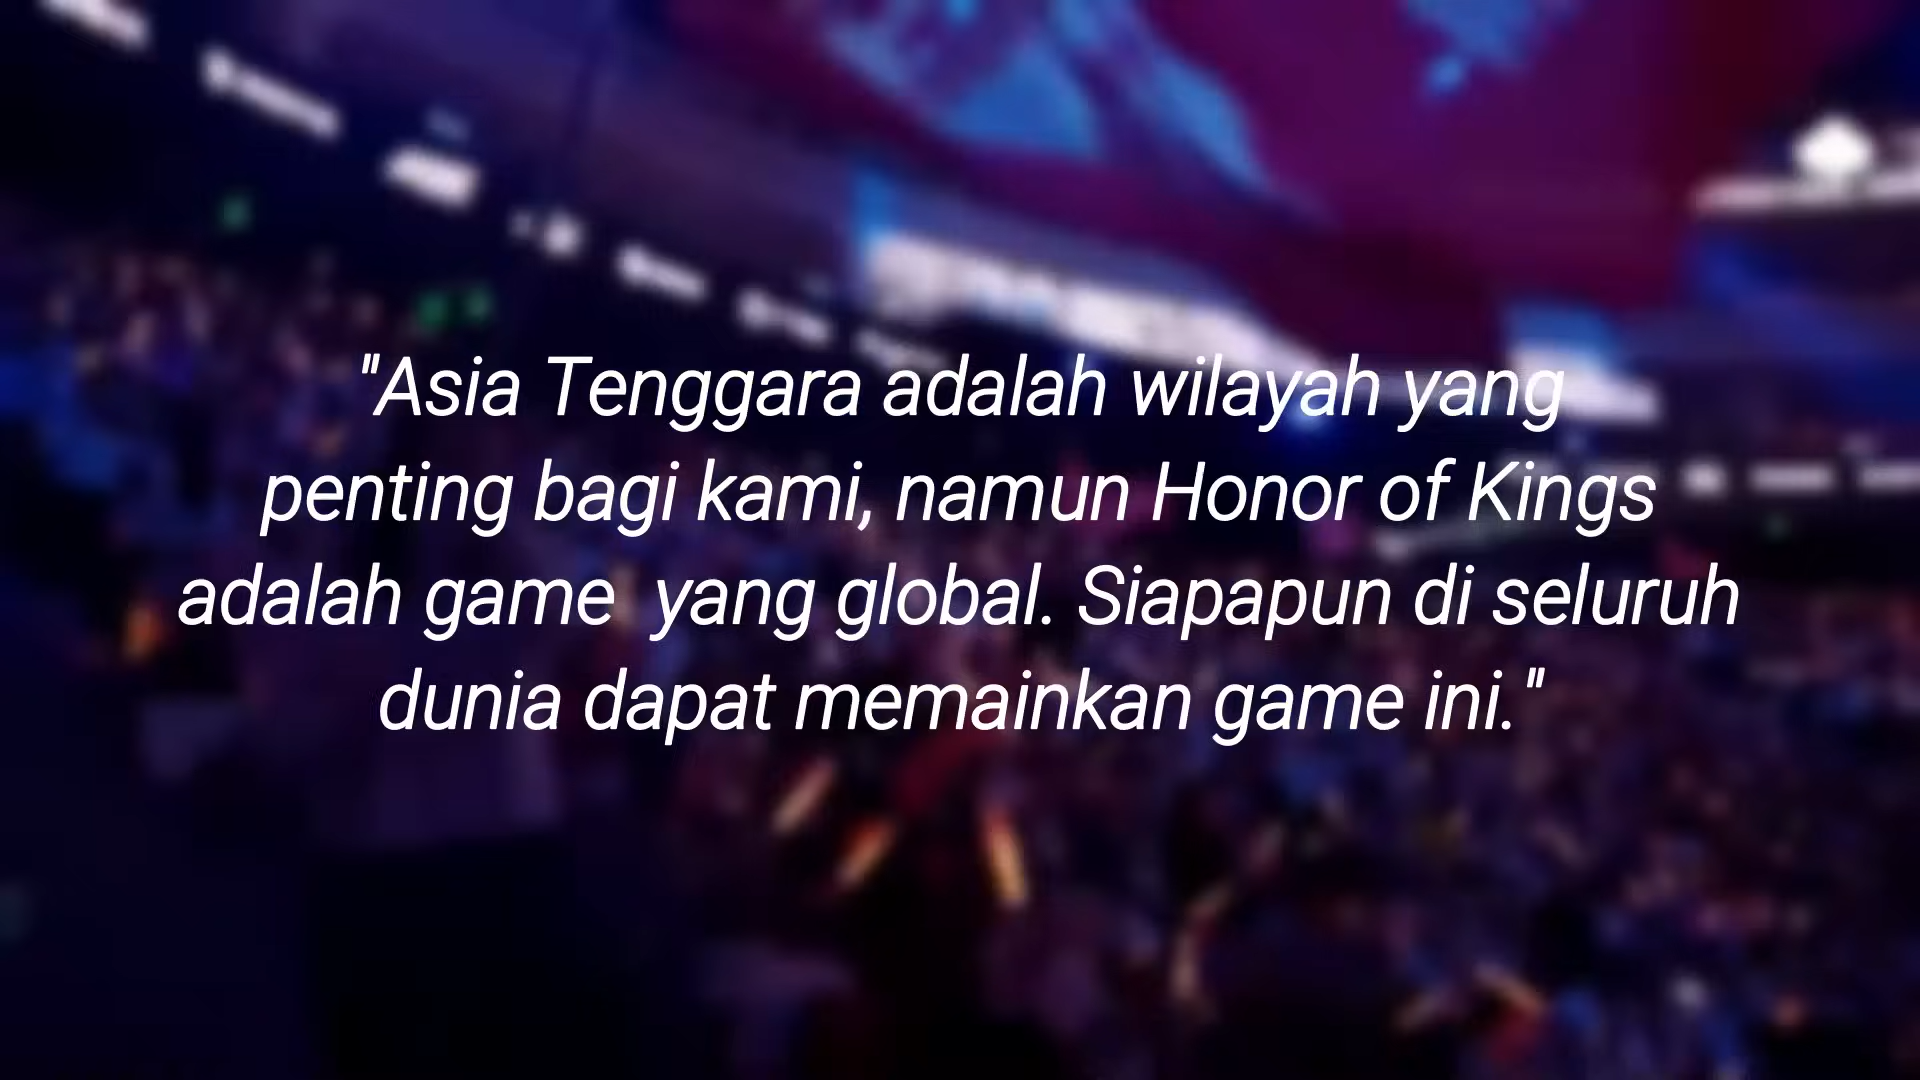 "Asia Tenggara adalah wilayah yang
penting bagi kami, namun Honor of Kings
adalah game  yang global. Siapapun di seluruh
dunia dapat memainkan game ini."